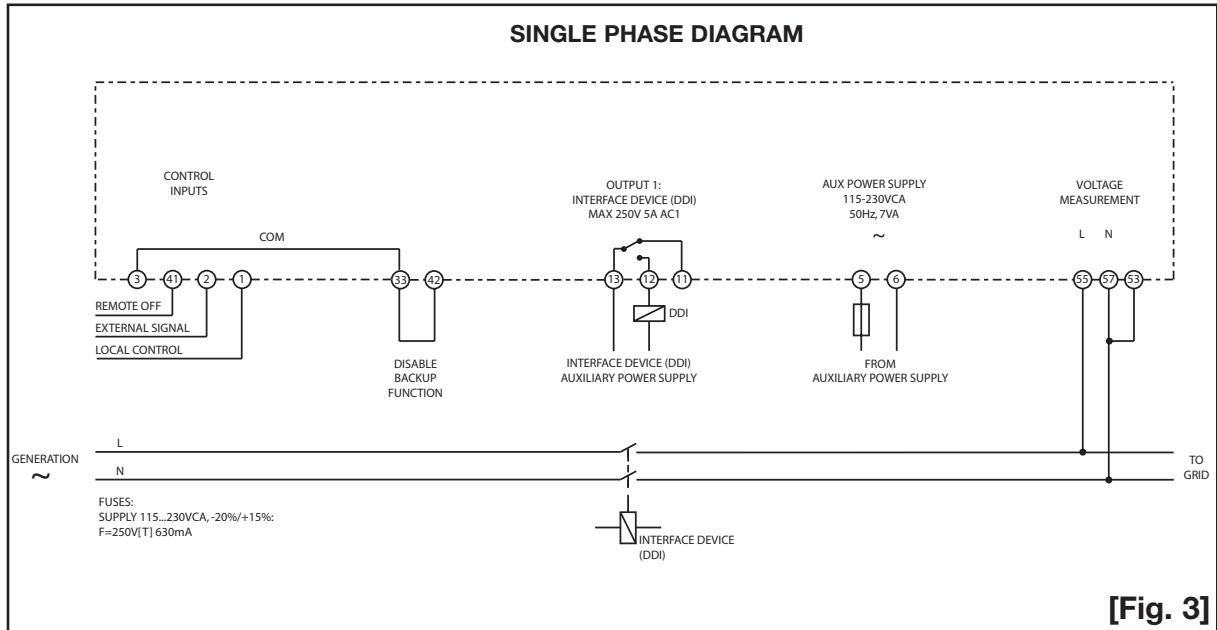 SINGLE PHASE DIAGRAM
CONTROL
INPUTS
COM
OUTPUT 1:
INTERFACE DEVICE (DDI)
MAX 250V 5A AC1
AUX POWER SUPPLY
115-230VCA
50Hz, 7VA
~
VOLTAGE
MEASUREMENT
L N
3 41 2 1 33 42 13 12 11 5 6 55 57 53
REMOTE OFF
EXTERNAL SIGNAL
LOCAL CONTROL
DISABLE
BACKUP
FUNCTION
DDI
INTERFACE DEVICE (DDI)
AUXILIARY POWER SUPPLY
FROM
AUXILIARY POWER SUPPLY
GENERATION
~
L
N
TO
GRID
FUSES:
SUPPLY 115...230VCA, -20%/+15%:
F=250V[T] 630mA
INTERFACE DEVICE
(DDI)
[Fig. 3]